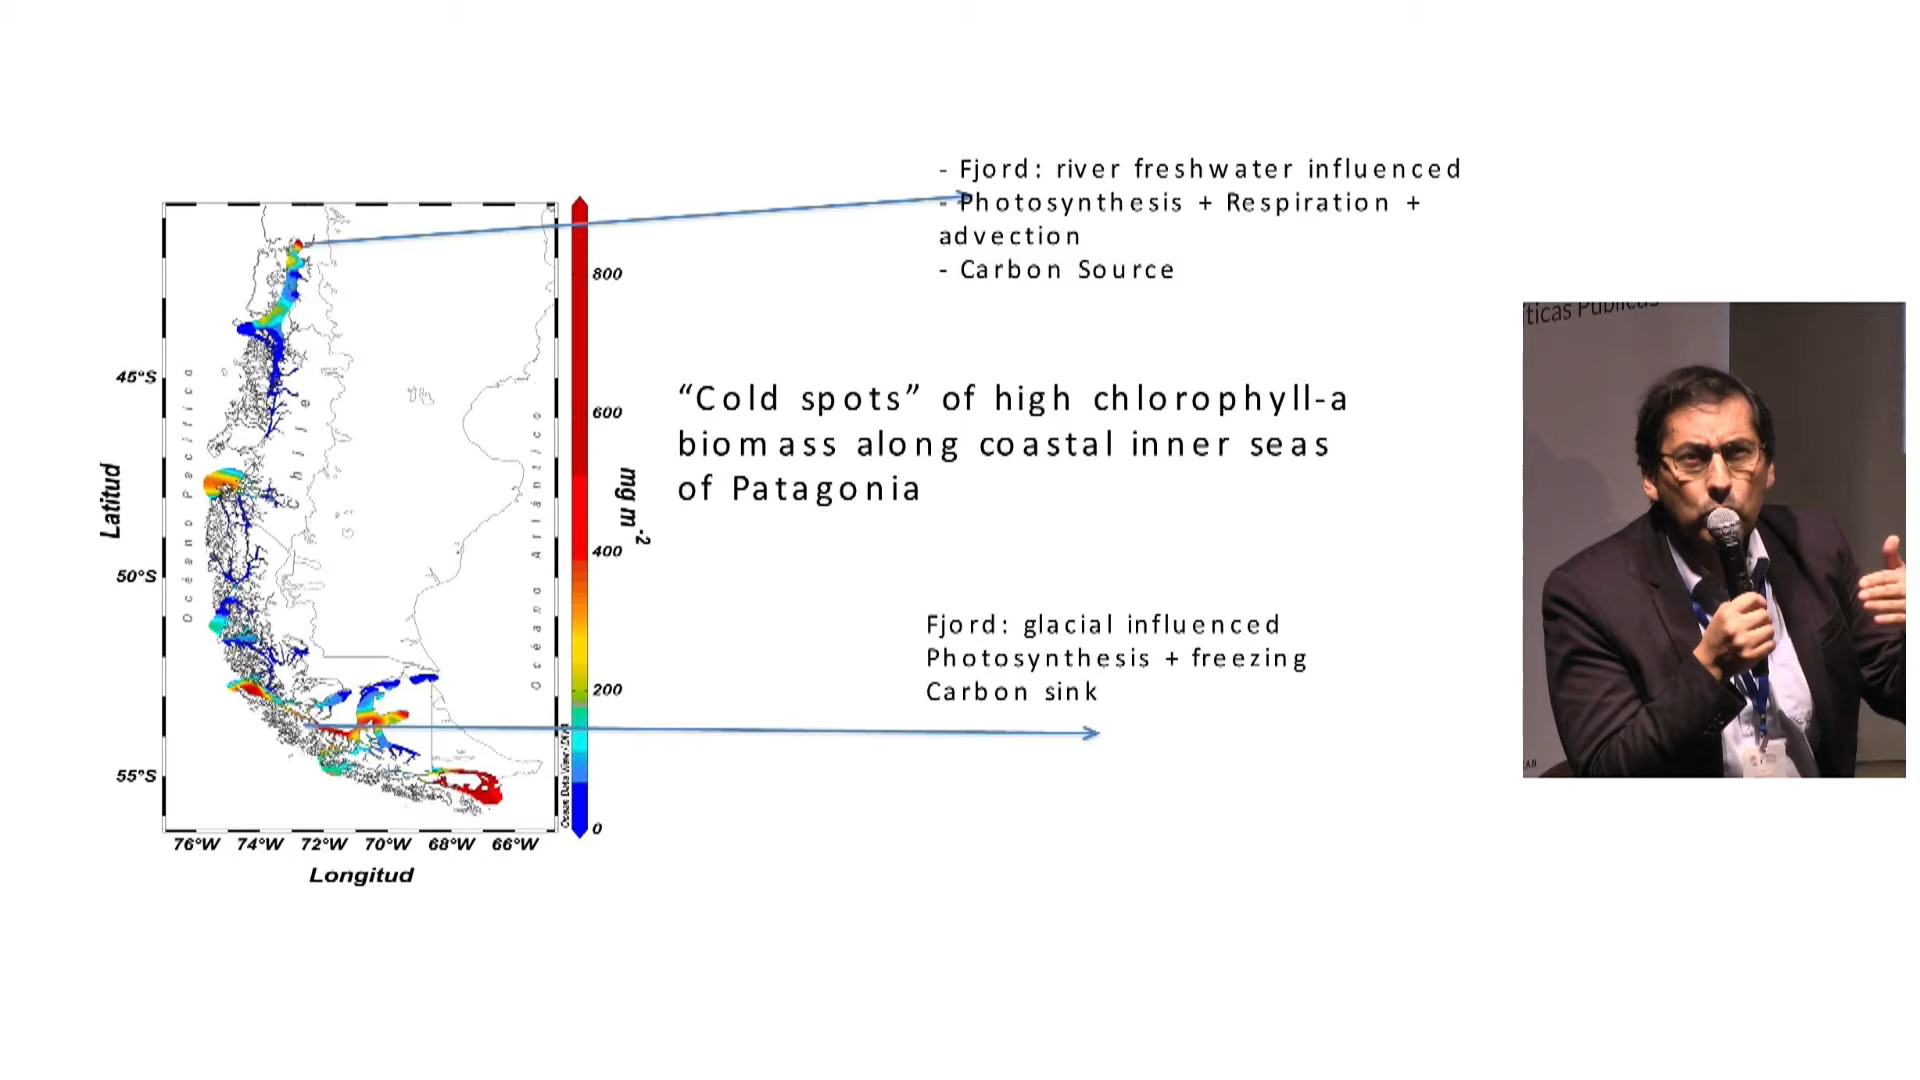 - Fjord: river freshwater influenced
- Photosynthesis + Respiration +
advection
- Carbon Source
“Cold spots” of high chlorophyll-a
biomass along coastal inner seas
of Patagonia
Fjord: glacial influenced
Photosynthesis + freezing
Carbon sink
Latitud
45°S
50°S
55°S
Océano Pacífico
Chile
Océano Atlántico
76°W 74°W 72°W 70°W 68°W 66°W
Longitud
800
600
400
200
0
mg m-2
Ocean Data View
ticas Públicas